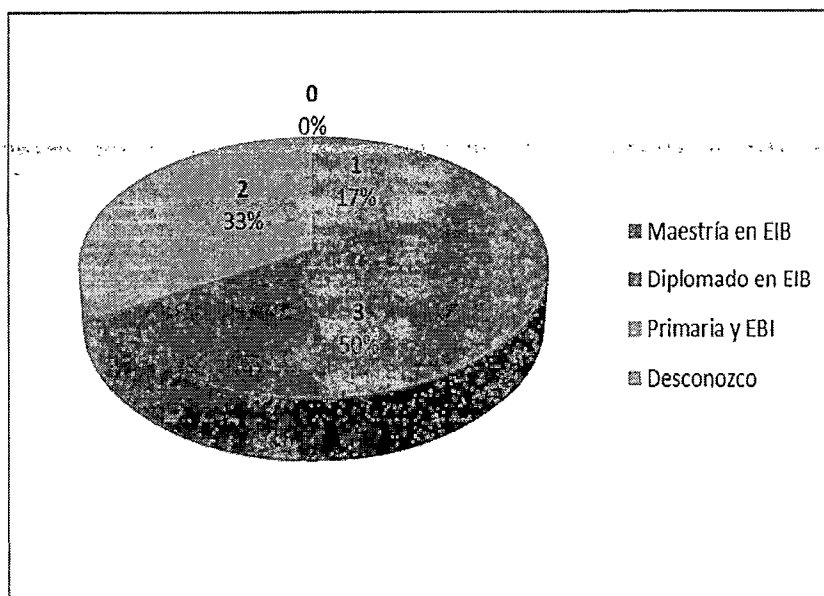 0
0%
1
17%
2
33%
3
50%
Maestría en EIB
Diplomado en EIB
Primaria y EBI
Desconozco